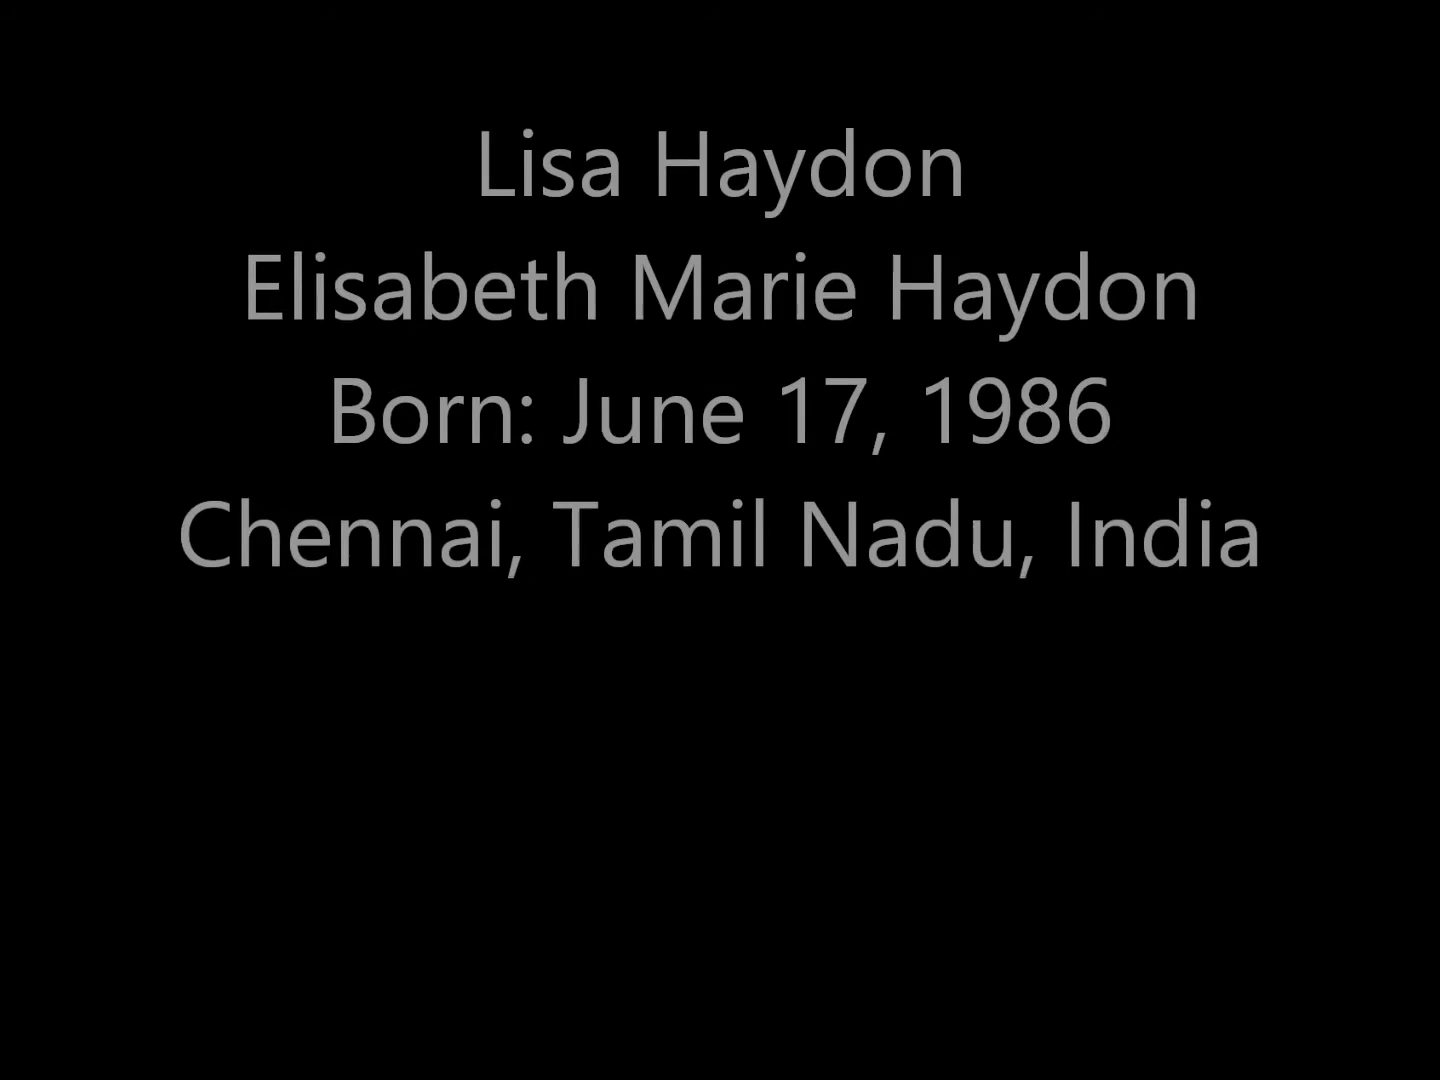 Lisa Haydon
Elisabeth Marie Haydon
Born: June 17, 1986
Chennai, Tamil Nadu, India